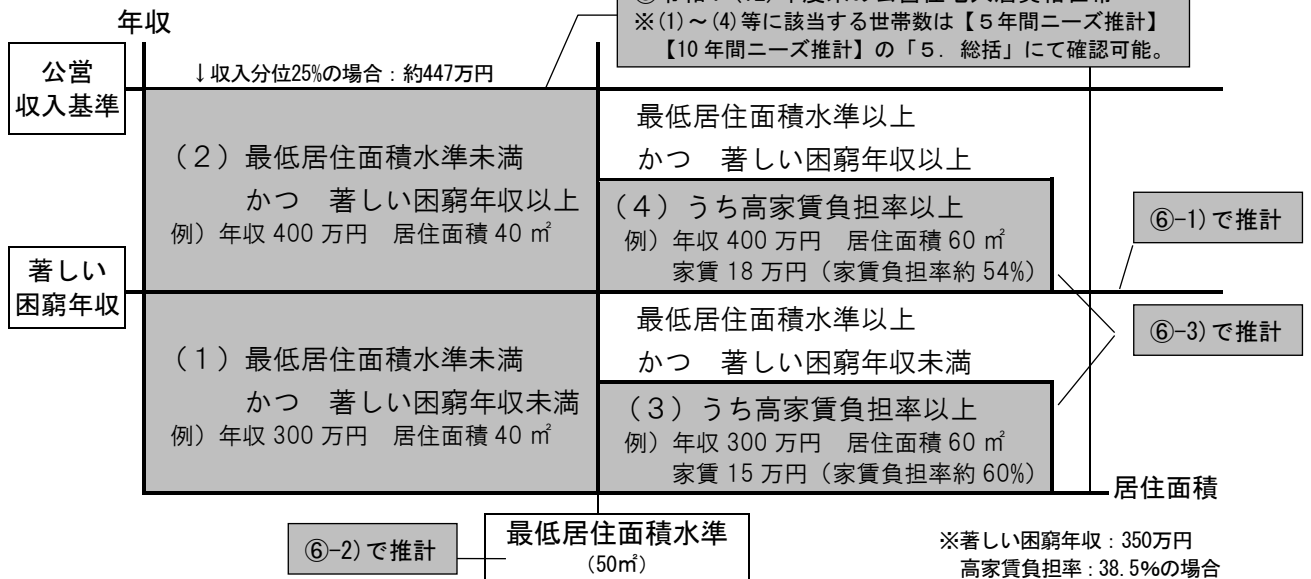 ※(1)~(4)等に該当する世帯数は【5年間ニーズ推計】
【10年間ニーズ推計】の「5.総括」にて確認可能。
年収
公営
収入基準
↓収入分位25%の場合:約447万円
(2)最低居住面積水準未満
かつ 著しい困窮年収以上
例)年収400万円 居住面積40㎡
最低居住面積水準以上
かつ 著しい困窮年収以上
(4)うち高家賃負担率以上
例)年収400万円 居住面積60㎡
家賃18万円(家賃負担率約54%)
⑥-1)で推計
著しい
困窮年収
(1)最低居住面積水準未満
かつ 著しい困窮年収未満
例)年収300万円 居住面積40㎡
最低居住面積水準以上
かつ 著しい困窮年収未満
(3)うち高家賃負担率以上
例)年収300万円 居住面積60㎡
家賃15万円(家賃負担率約60%)
⑥-3)で推計
居住面積
⑥-2)で推計
最低居住面積水準
(50㎡)
※著しい困窮年収:350万円
高家賃負担率:38.5%の場合